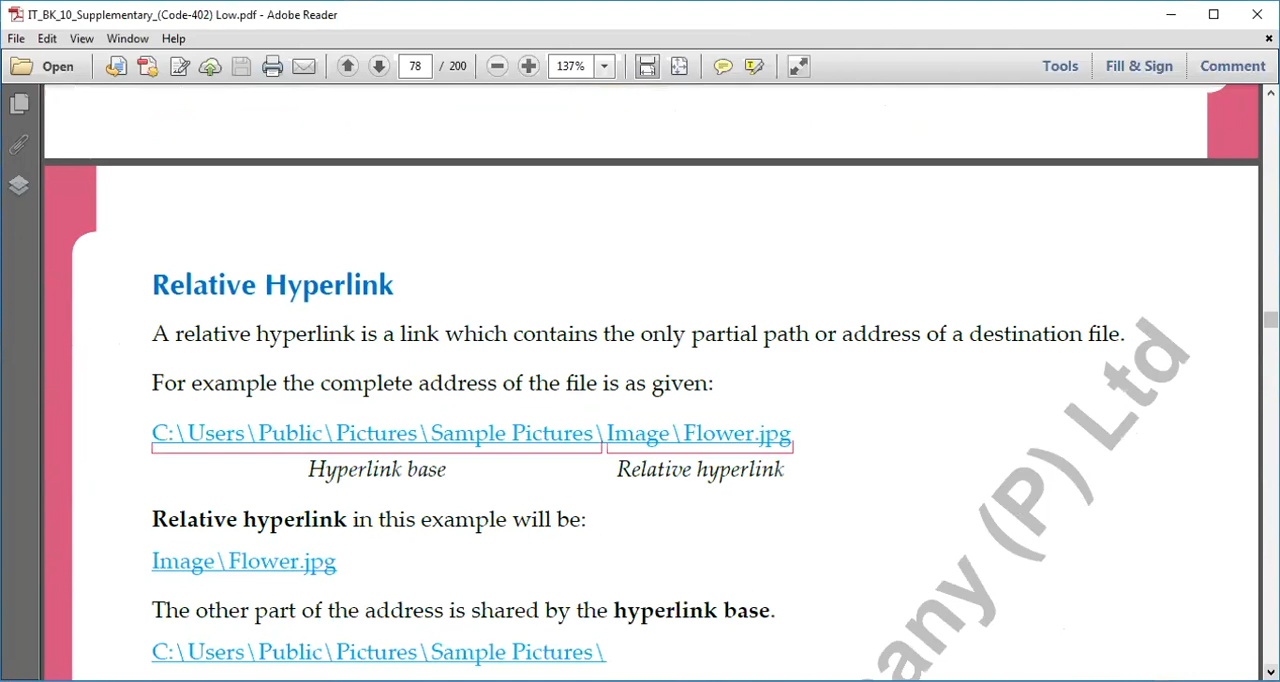 IT_BK_10_Supplementary_(Code-402) Low.pdf - Adobe Reader
File Edit View Window Help
Open 78 / 200 137% Tools Fill & Sign Comment
Relative Hyperlink
A relative hyperlink is a link which contains the only partial path or address of a destination file.
For example the complete address of the file is as given:
C:\Users\Public\Pictures\Sample Pictures\Image\Flower.jpg
Hyperlink base Relative hyperlink
Relative hyperlink in this example will be:
Image\Flower.jpg
The other part of the address is shared by the hyperlink base.
C:\Users\Public\Pictures\Sample Pictures\
any (P) Ltd